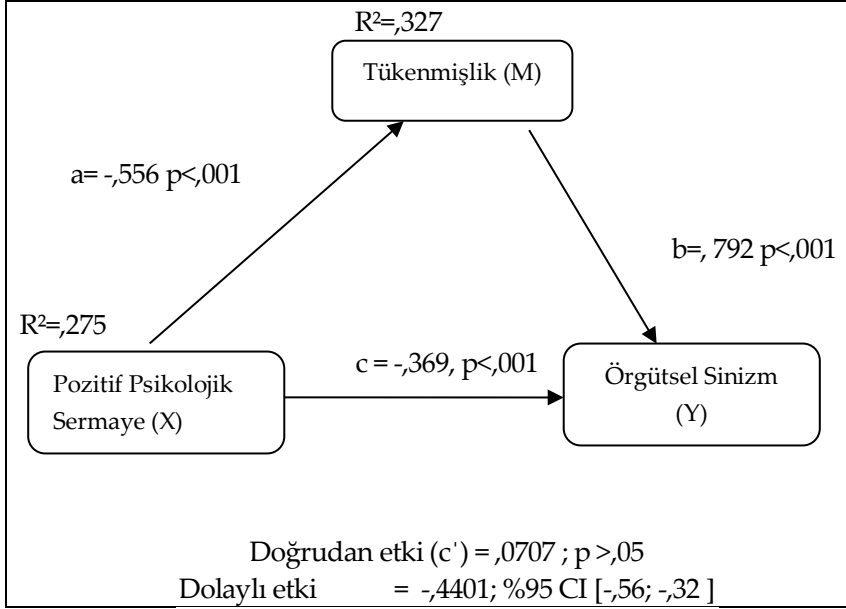 R²=,327
Tükenmişlik (M)
a= -,556 p<,001
b=, 792 p<,001
R²=,275
c = -,369, p<,001
Pozitif Psikolojik
Sermaye (X)
Örgütsel Sinizm
(Y)
Doğrudan etki (c') = ,0707 ; p >,05
Dolaylı etki = -,4401; %95 CI [-,56; -,32 ]